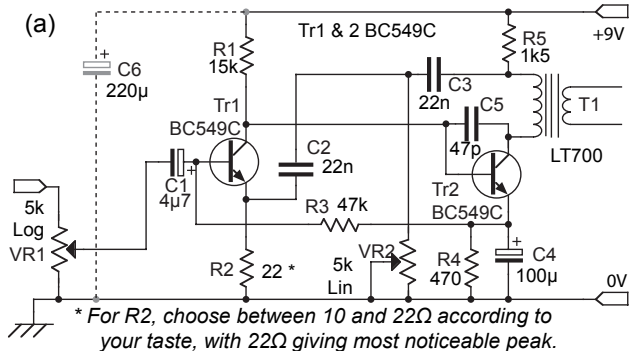 (a)
Tr1 & 2 BC549C
+9V
R1
15k
R5
1k5
C6
220µ
+
C3
22n
C5
47p
T1
LT700
Tr1
BC549C
C2
22n
Tr2
BC549C
C1
4µ7
+
R3 47k
5k
Log
VR1
R2
22 *
VR2
5k
Lin
R4
470
+
C4
100µ
0V
* For R2, choose between 10 and 22Ω according to
your taste, with 22Ω giving most noticeable peak.